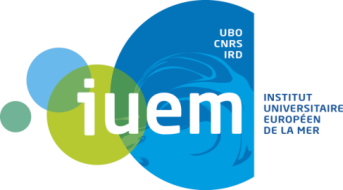 UBO
CNRS
IRD
iuem
INSTITUT
UNIVERSITAIRE
EUROPÉEN
DE LA MER